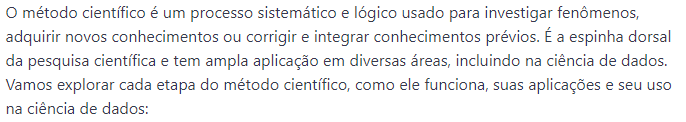 O método científico é um processo sistemático e lógico usado para investigar fenômenos,
adquirir novos conhecimentos ou corrigir e integrar conhecimentos prévios. É a espinha dorsal
da pesquisa científica e tem ampla aplicação em diversas áreas, incluindo na ciência de dados.
Vamos explorar cada etapa do método científico, como ele funciona, suas aplicações e seu uso
na ciência de dados: